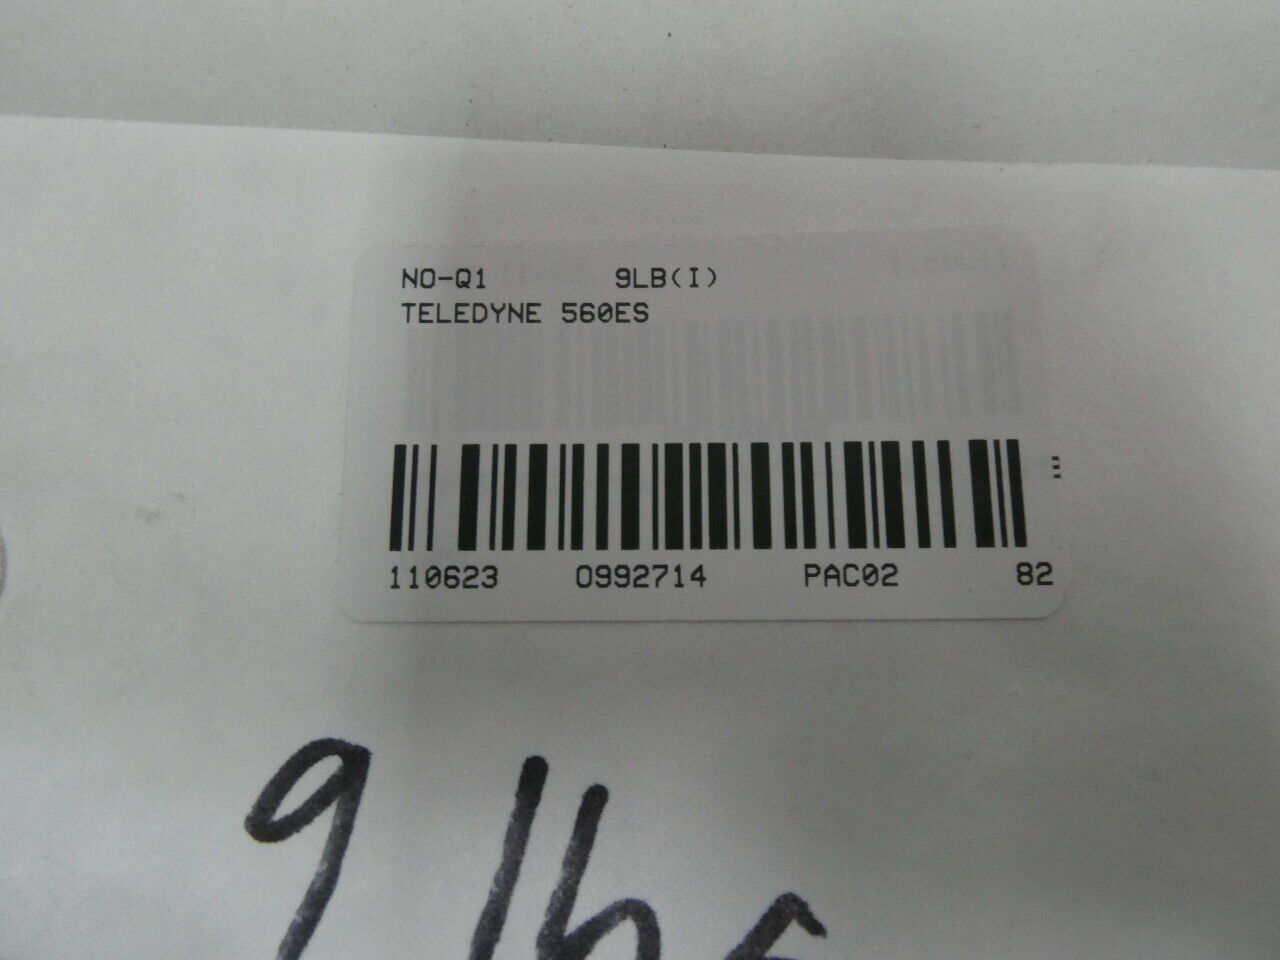 NO-Q1 9LB(I)
TELEDYNE 560ES
110623 0992714 PAC02 82
9 lbs